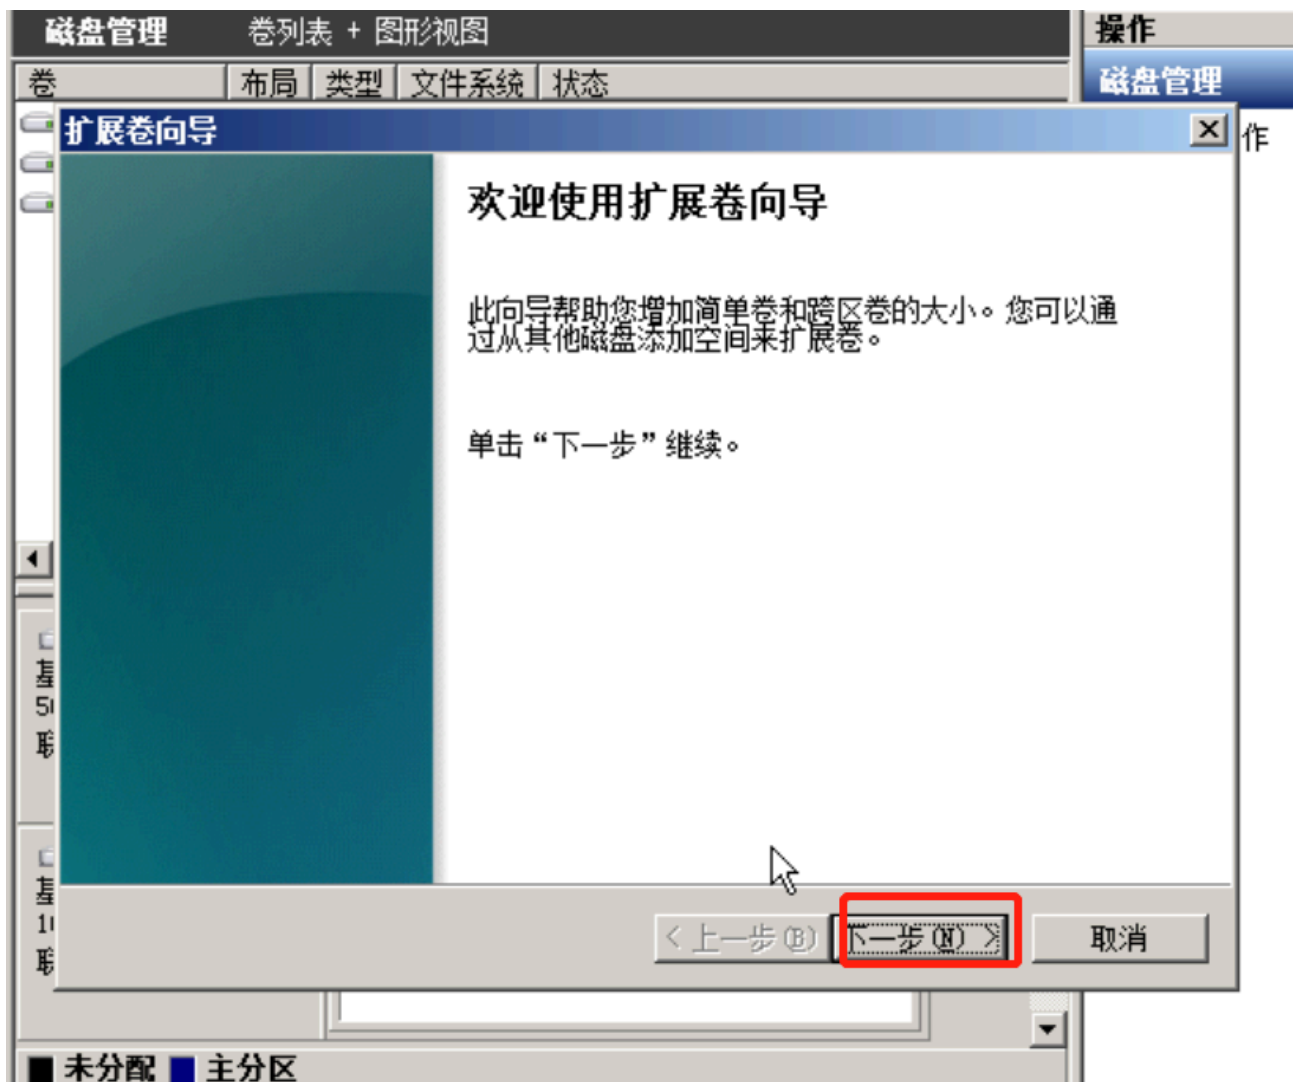 磁盘管理 卷列表 + 图形视图 操作
卷 布局 类型 文件系统 状态 磁盘管理
扩展卷向导 作
欢迎使用扩展卷向导
此向导帮助您增加简单卷和跨区卷的大小。您可以通
过从其他磁盘添加空间来扩展卷。
单击“下一步”继续。
基
联
基
联
< 上一步(B) 下一步(N) > 取消
未分配 主分区